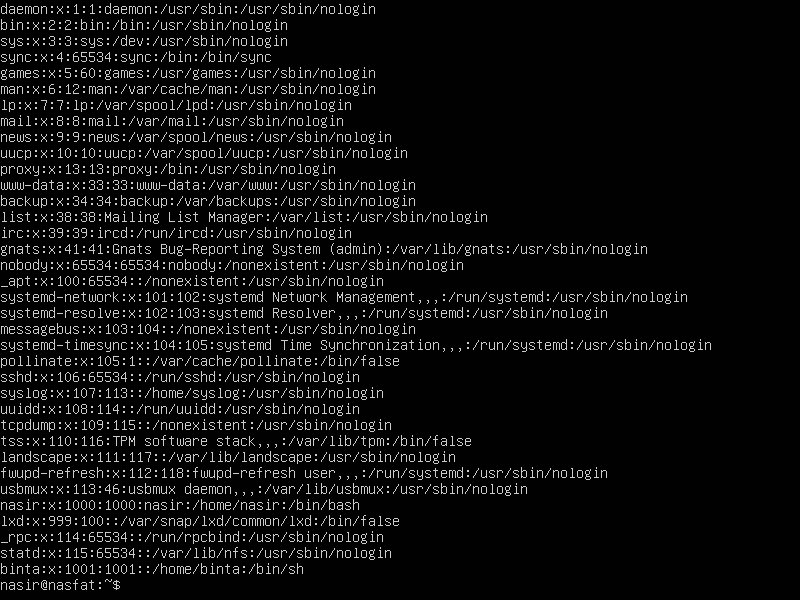 daemon:x:1:1:daemon:/usr/sbin:/usr/sbin/nologin
bin:x:2:2:bin:/bin:/usr/sbin/nologin
sys:x:3:3:sys:/dev:/usr/sbin/nologin
sync:x:4:65534:sync:/bin:/bin/sync
games:x:5:60:games:/usr/games:/usr/sbin/nologin
man:x:6:12:man:/var/cache/man:/usr/sbin/nologin
lp:x:7:7:lp:/var/spool/lpd:/usr/sbin/nologin
mail:x:8:8:mail:/var/mail:/usr/sbin/nologin
news:x:9:9:news:/var/spool/news:/usr/sbin/nologin
uucp:x:10:10:uucp:/var/spool/uucp:/usr/sbin/nologin
proxy:x:13:13:proxy:/bin:/usr/sbin/nologin
www-data:x:33:33:www-data:/var/www:/usr/sbin/nologin
backup:x:34:34:backup:/var/backups:/usr/sbin/nologin
list:x:38:38:Mailing List Manager:/var/list:/usr/sbin/nologin
irc:x:39:39:ircd:/run/ircd:/usr/sbin/nologin
gnats:x:41:41:Gnats Bug-Reporting System (admin):/var/lib/gnats:/usr/sbin/nologin
nobody:x:65534:65534:nobody:/nonexistent:/usr/sbin/nologin
_apt:x:100:65534::/nonexistent:/usr/sbin/nologin
systemd-network:x:101:102:systemd Network Management,,,:/run/systemd:/usr/sbin/nologin
systemd-resolve:x:102:103:systemd Resolver,,,:/run/systemd:/usr/sbin/nologin
messagebus:x:103:104::/nonexistent:/usr/sbin/nologin
systemd-timesync:x:104:105:systemd Time Synchronization,,,:/run/systemd:/usr/sbin/nologin
pollinate:x:105:1::/var/cache/pollinate:/bin/false
sshd:x:106:65534::/run/sshd:/usr/sbin/nologin
syslog:x:107:113::/home/syslog:/usr/sbin/nologin
uuidd:x:108:114::/run/uuidd:/usr/sbin/nologin
tcpdump:x:109:115::/nonexistent:/usr/sbin/nologin
tss:x:110:116:TPM software stack,,,:/var/lib/tpm:/bin/false
landscape:x:111:117::/var/lib/landscape:/usr/sbin/nologin
fwupd-refresh:x:112:118:fwupd-refresh user,,,:/run/systemd:/usr/sbin/nologin
usbmux:x:113:46:usbmux daemon,,,:/var/lib/usbmux:/usr/sbin/nologin
nasir:x:1000:1000:nasir:/home/nasir:/bin/bash
lxd:x:999:100::/var/snap/lxd/common/lxd:/bin/false
_rpc:x:114:65534::/run/rpcbind:/usr/sbin/nologin
statd:x:115:65534::/var/lib/nfs:/usr/sbin/nologin
binta:x:1001:1001::/home/binta:/bin/sh
nasir@nasfat:~$